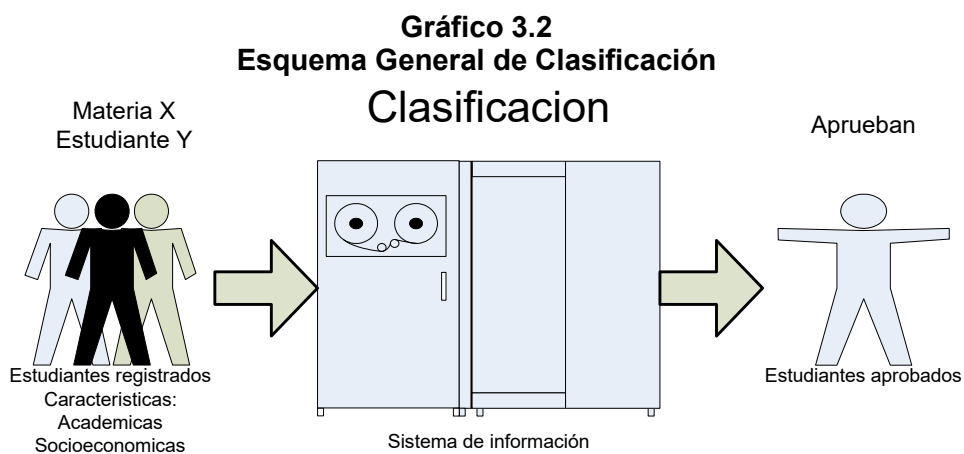 Gráfico 3.2
Esquema General de Clasificación
Clasificacion
Materia X
Estudiante Y
Aprueban
Estudiantes registrados
Caracteristicas:
Academicas
Socioeconomicas
Sistema de información
Estudiantes aprobados